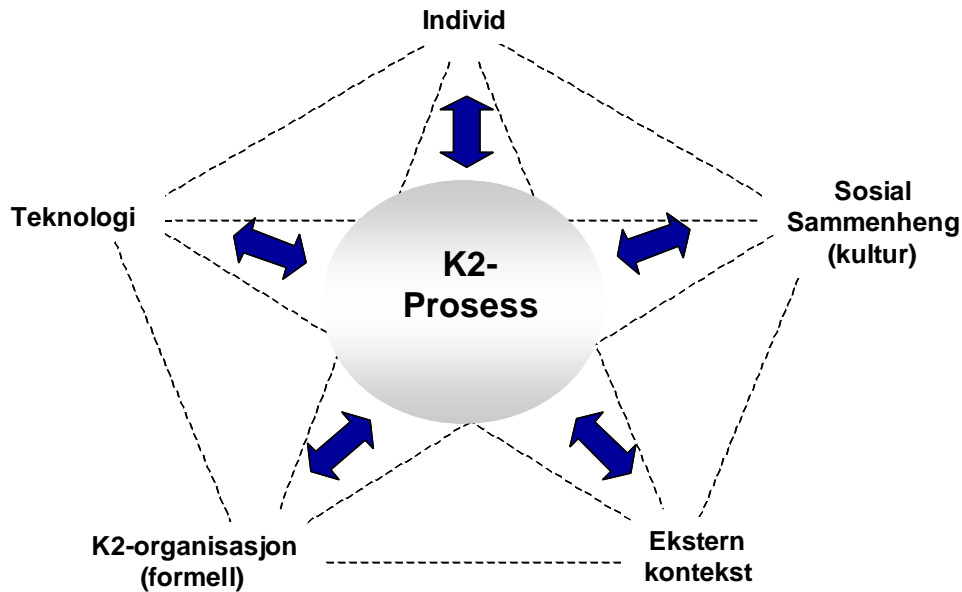 Individ
Teknologi
Sosial
Sammenheng
(kultur)
K2-
Prosess
K2-organisasjon
(formell)
Ekstern
kontekst